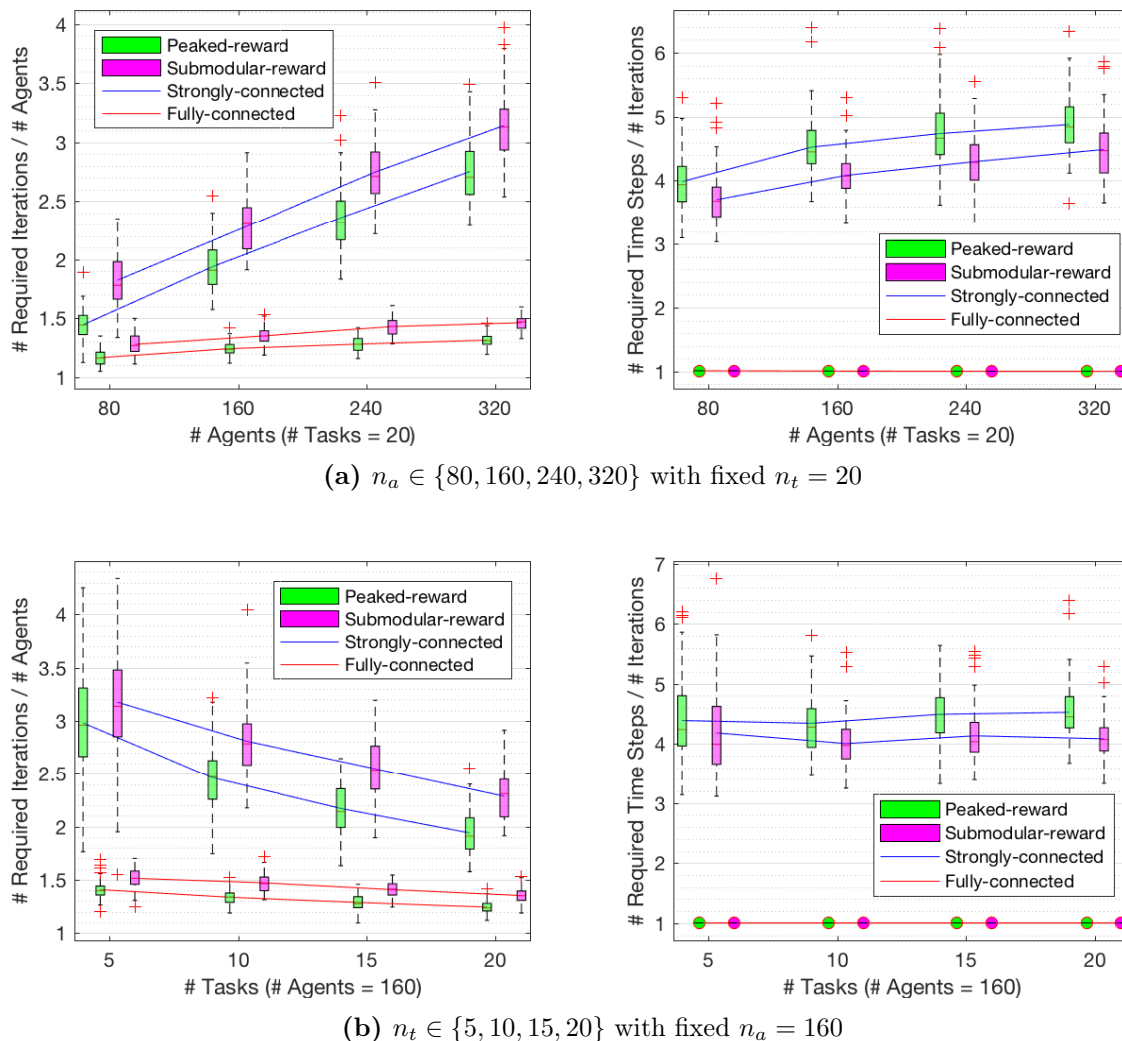 # Required Iterations / # Agents
4
3.5
3
2.5
2
1.5
1
Peaked-reward
Submodular-reward
Strongly-connected
Fully-connected
80 160 240 320
# Agents (# Tasks = 20)
# Required Time Steps / # Iterations
6
5
4
3
2
1
Peaked-reward
Submodular-reward
Strongly-connected
Fully-connected
80 160 240 320
# Agents (# Tasks = 20)
(a) nₐ ∈ {80, 160, 240, 320} with fixed nₜ = 20
# Required Iterations / # Agents
4
3.5
3
2.5
2
1.5
1
Peaked-reward
Submodular-reward
Strongly-connected
Fully-connected
5 10 15 20
# Tasks (# Agents = 160)
# Required Time Steps / # Iterations
7
6
5
4
3
2
1
Peaked-reward
Submodular-reward
Strongly-connected
Fully-connected
5 10 15 20
# Tasks (# Agents = 160)
(b) nₜ ∈ {5, 10, 15, 20} with fixed nₐ = 160